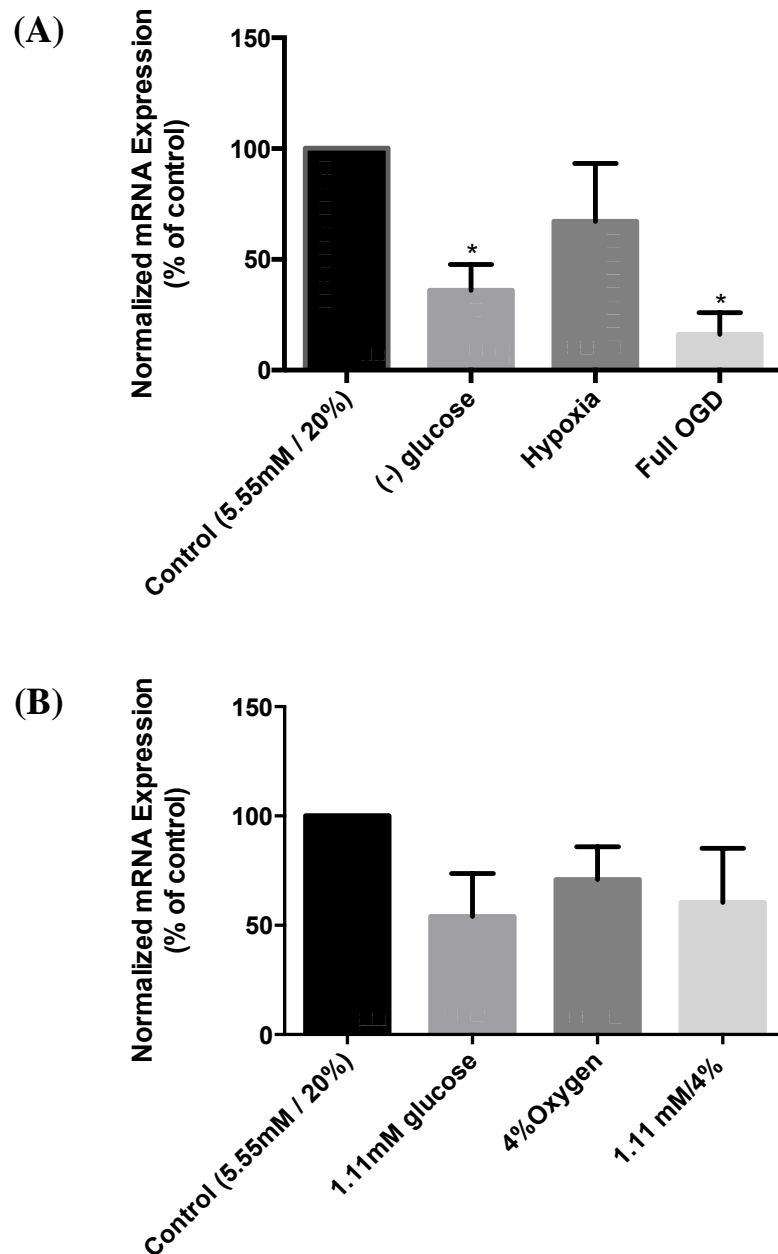 (A)
Normalized mRNA Expression
(% of control)
150
100
50
0
*
*
Control (5.55mM / 20%)
(-) glucose
Hypoxia
Full OGD
(B)
Normalized mRNA Expression
(% of control)
150
100
50
0
Control (5.55mM / 20%)
1.11mM glucose
4%Oxygen
1.11 mM/4%